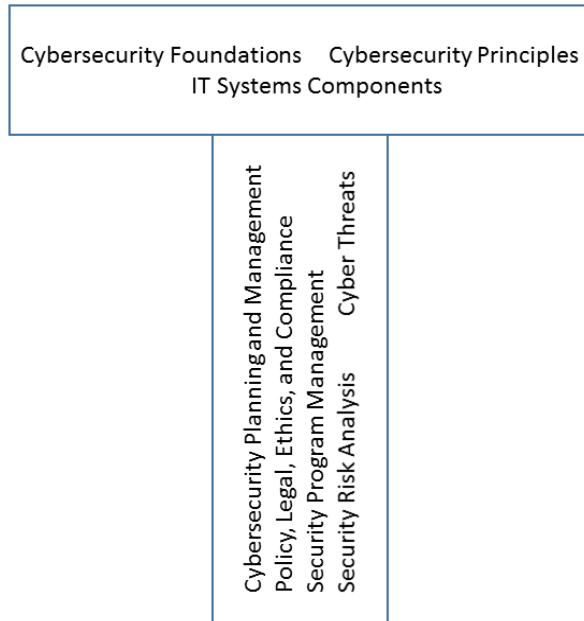 Cybersecurity Foundations Cybersecurity Principles
IT Systems Components
Cybersecurity Planning and Management
Policy, Legal, Ethics, and Compliance
Security Program Management
Security Risk Analysis Cyber Threats